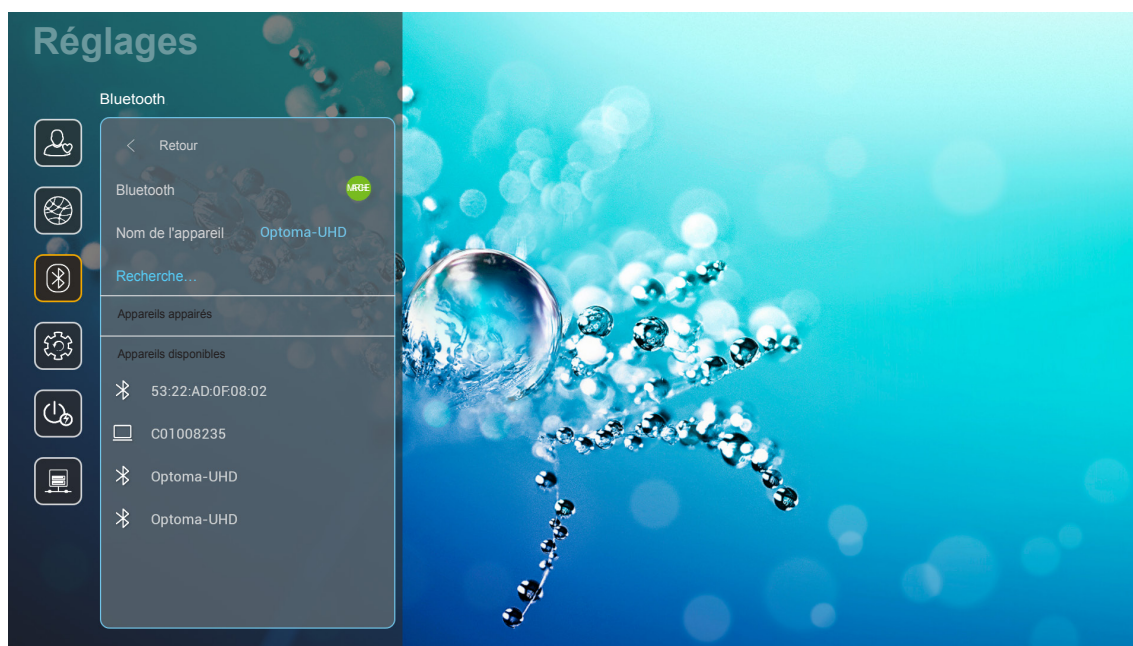 Réglages
Bluetooth
Retour
Bluetooth
Nom de l'appareil Optoma-UHD
Recherche...
Appareils appairés
Appareils disponibles
53:22:AD:0F:08:02
C01008235
Optoma-UHD
Optoma-UHD